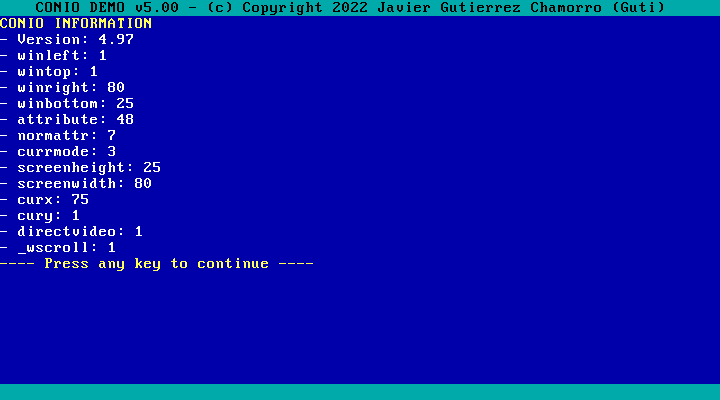 CONIO DEMO v5.00 - (c) Copyright 2022 Javier Gutierrez Chamorro (Guti)
CONIO INFORMATION
- Version: 4.97
- winleft: 1
- wintop: 1
- winright: 80
- winbottom: 25
- attribute: 48
- normattr: 7
- currmode: 3
- screenheight: 25
- screenwidth: 80
- curx: 75
- cury: 1
- directvideo: 1
- _wscroll: 1
---- Press any key to continue ----